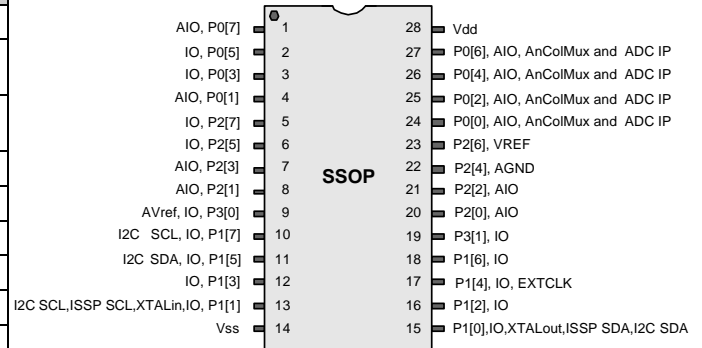 AIO, P0[7] 1 28 Vdd
IO, P0[5] 2 27 P0[6], AIO, AnColMux and ADC IP
IO, P0[3] 3 26 P0[4], AIO, AnColMux and ADC IP
AIO, P0[1] 4 25 P0[2], AIO, AnColMux and ADC IP
IO, P2[7] 5 24 P0[0], AIO, AnColMux and ADC IP
IO, P2[5] 6 23 P2[6], VREF
AIO, P2[3] 7 SSOP 22 P2[4], AGND
AIO, P2[1] 8 21 P2[2], AIO
AVref, IO, P3[0] 9 20 P2[0], AIO
I2C SCL, IO, P1[7] 10 19 P3[1], IO
I2C SDA, IO, P1[5] 11 18 P1[6], IO
IO, P1[3] 12 17 P1[4], IO, EXTCLK
I2C SCL,ISSP SCL,XTALin,IO, P1[1] 13 16 P1[2], IO
Vss 14 15 P1[0],IO,XTALout,ISSP SDA,I2C SDA